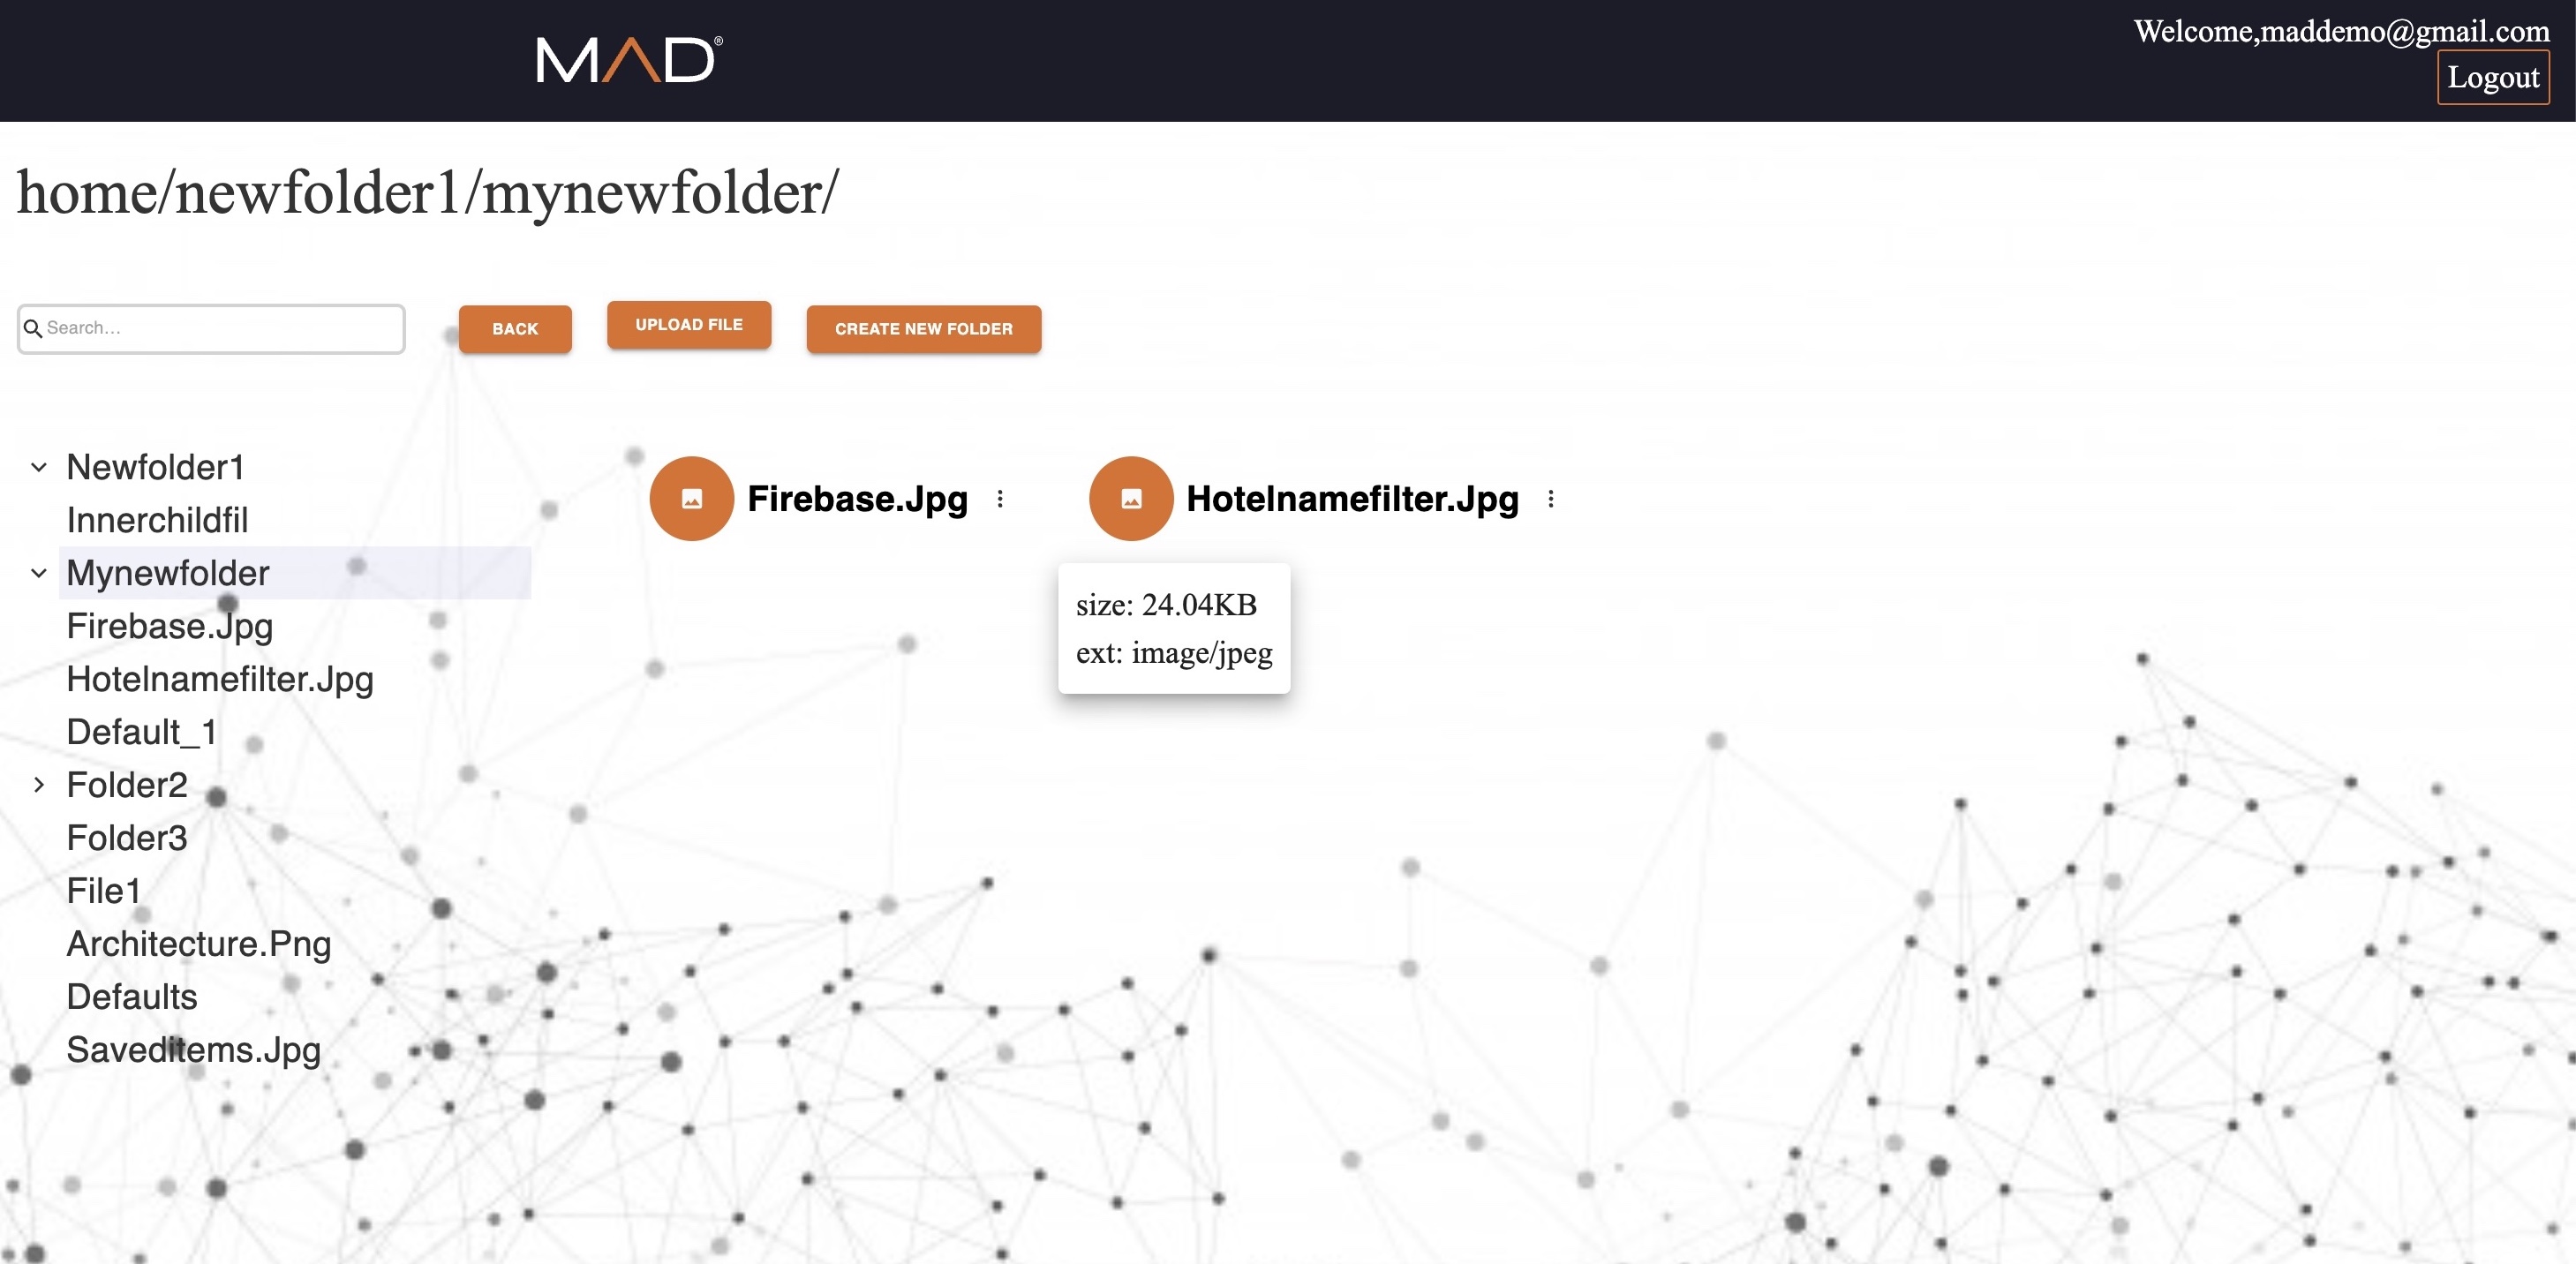 MAD®
Welcome,maddemo@gmail.com
Logout
home/newfolder1/mynewfolder/
Search...
BACK
UPLOAD FILE
CREATE NEW FOLDER
Newfolder1
Innerchildfil
Mynewfolder
Firebase.Jpg
Hotelnamefilter.Jpg
Default_1
Folder2
Folder3
File1
Architecture.Png
Defaults
Saveditems.Jpg
Firebase.Jpg
Hotelnamefilter.Jpg
size: 24.04KB
ext: image/jpeg